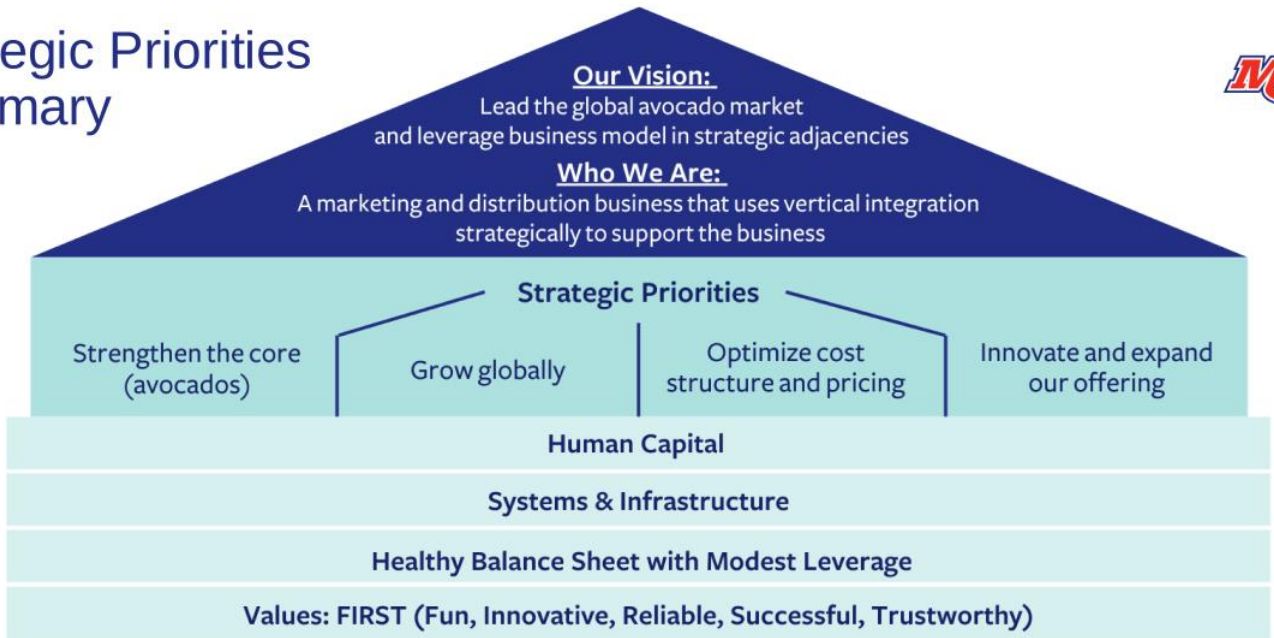 egic Priorities
mary
Our Vision:
Lead the global avocado market
and leverage business model in strategic adjacencies
Who We Are:
A marketing and distribution business that uses vertical integration
strategically to support the business
Strategic Priorities
Strengthen the core
(avocados)
Grow globally
Optimize cost
structure and pricing
Innovate and expand
our offering
Human Capital
Systems & Infrastructure
Healthy Balance Sheet with Modest Leverage
Values: FIRST (Fun, Innovative, Reliable, Successful, Trustworthy)